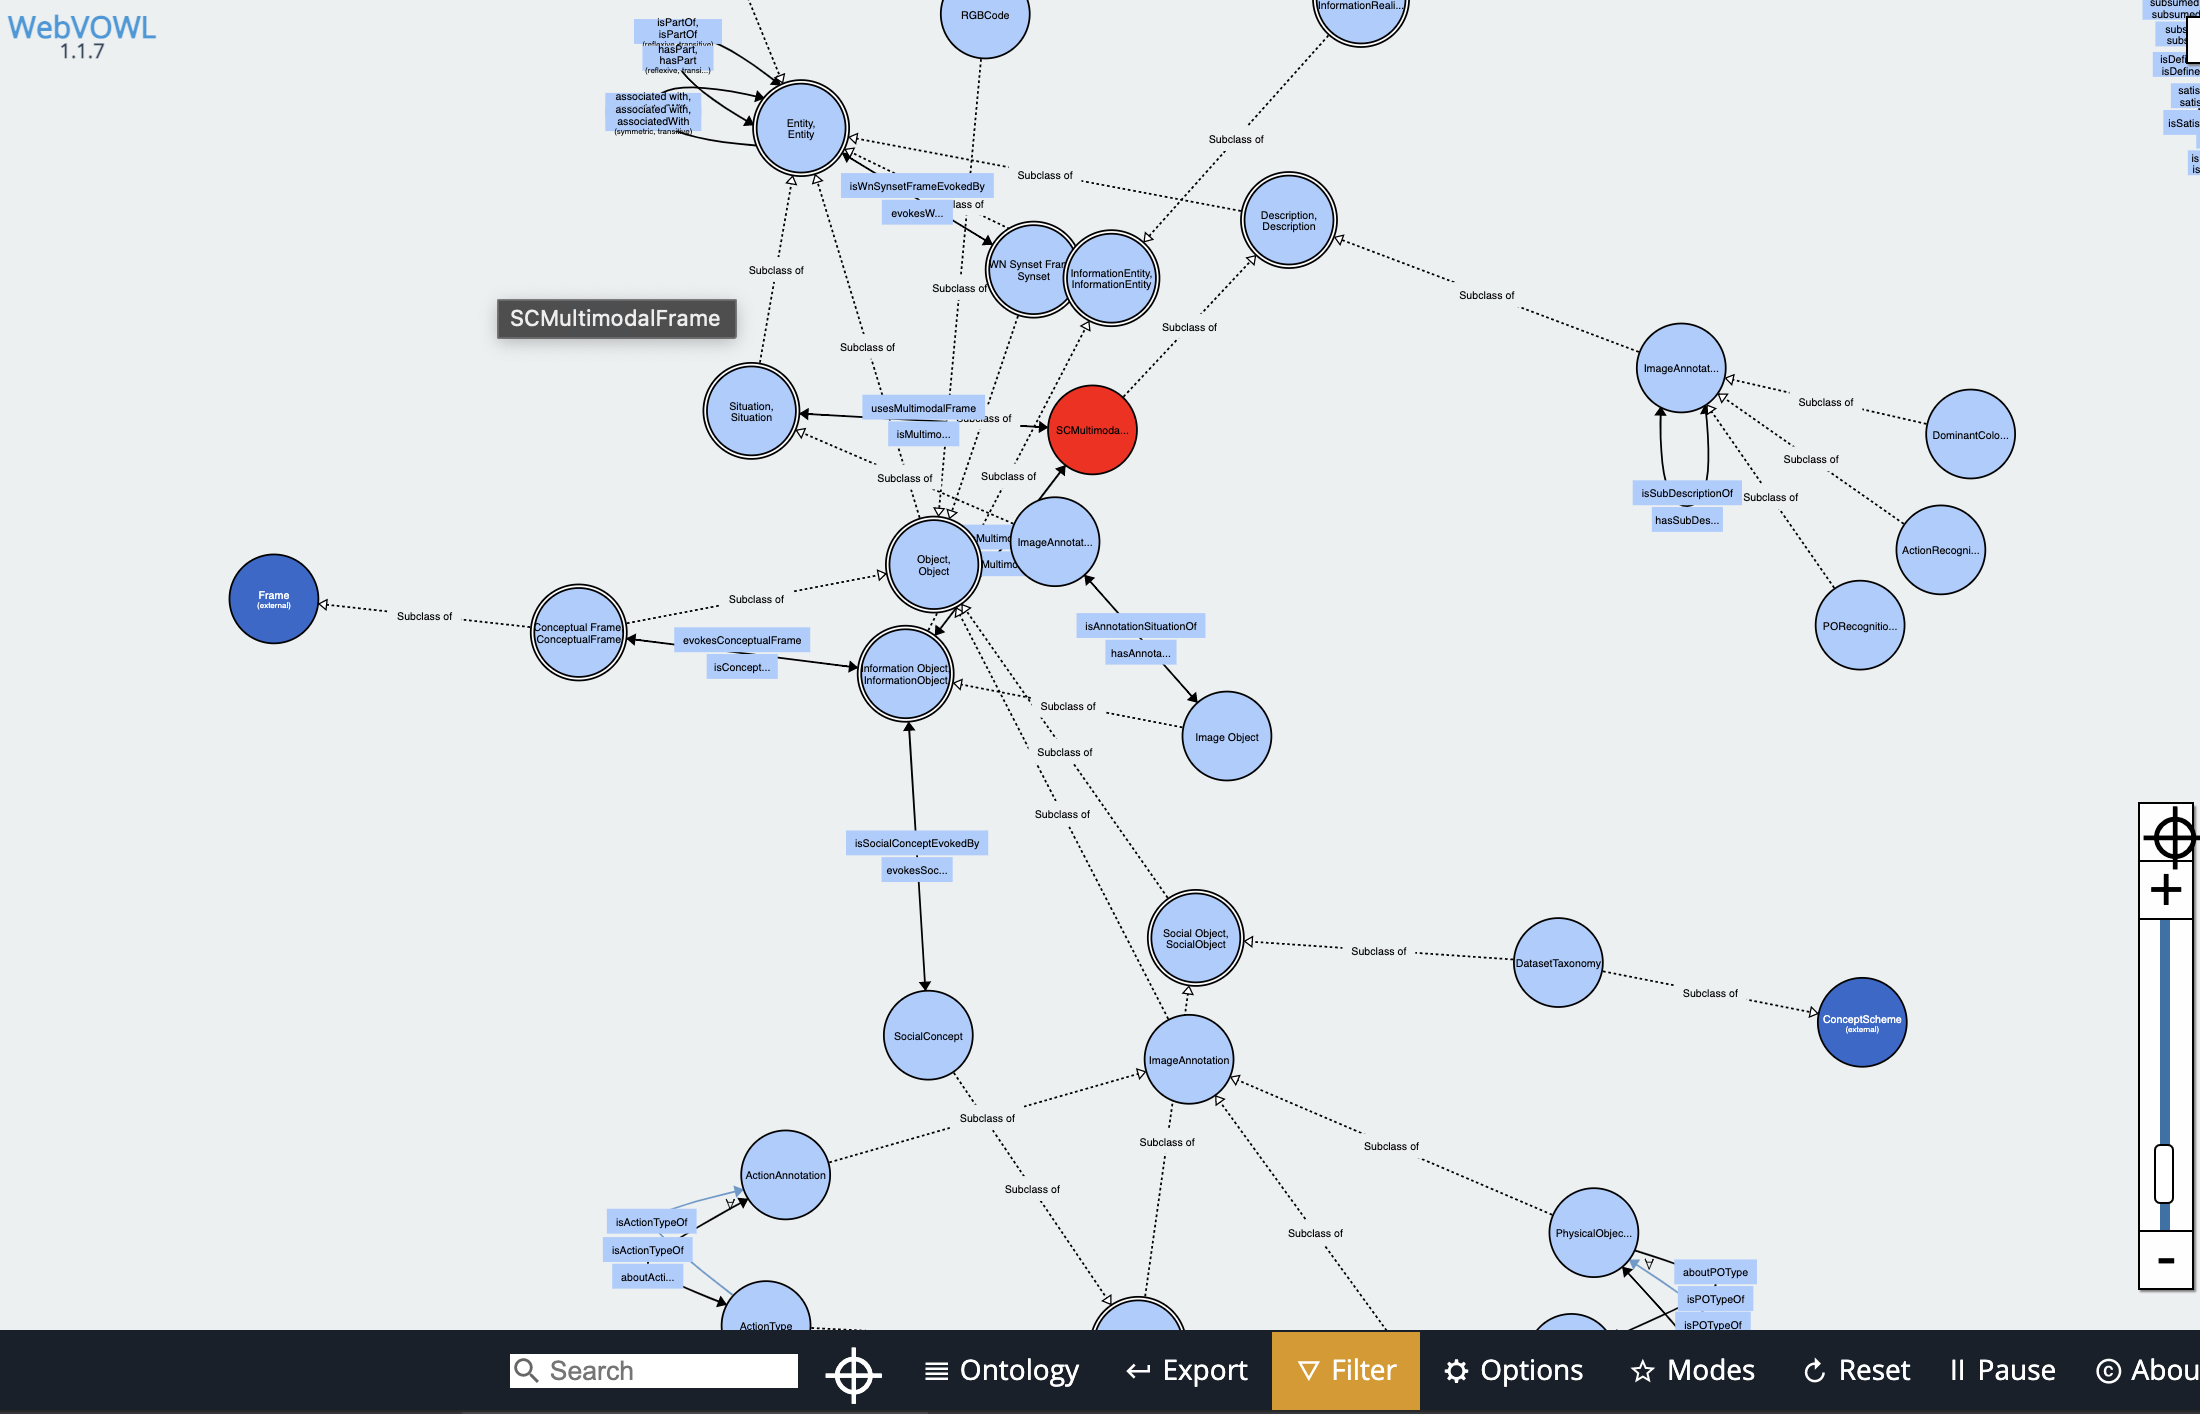 WebVOWL
1.1.7
isPartOf,
isPartOf
(reflexive, transitive)
hasPart,
hasPart
(reflexive, transi...)
associated with,
associated with,
associatedWith
(symmetric, transitive)
Entity,
Entity
RGBCode
InformationReali...
Subclass of
Subclass of
isWnSynsetFrameEvokedBy
evokesW...
lass of
Description,
Description
WN Synset Fran
Synset
InformationEntity,
InformationEntity
Subclass of
Subclass of
Subclass of
Subclass of
SCMultimodalFrame
Subclass of
Subclass of
ImageAnnotat...
Situation,
Situation
usesMultimodalFrame
isMultimo...
Subclass of
SCMultimoda...
Subclass of
DominantColo...
Subclass of
Subclass of
Subclass of
isSubDescriptionOf
hasSubDes...
Subclass of
ImageAnnotat...
Multimo
Multimo
Object,
Object
ActionRecogni...
PORecognitio...
Frame
(external)
Subclass of
Subclass of
Conceptual Frame
ConceptualFrame
evokesConceptualFrame
isConcept...
Information Object
InformationObject
isAnnotationSituationOf
hasAnnota...
Subclass of
Image Object
Subclass of
Subclass of
isSocialConceptEvokedBy
evokesSoc...
Social Object,
SocialObject
Subclass of
DatasetTaxonomy
Subclass of
ConceptScheme
(external)
SocialConcept
ImageAnnotation
Subclass of
Subclass of
Subclass of
ActionAnnotation
Subclass of
Subclass of
isActionTypeOf
isActionTypeOf
aboutActi...
ActionType
PhysicalObjec...
aboutPOType
isPOTypeOf
isPOTypeOf
subsumed
subsumed
subs
subs
isDefi
isDefine
satis
satis
isSatis
is
is
+
-
Search
Ontology
Export
Filter
Options
Modes
Reset
Pause
Abou